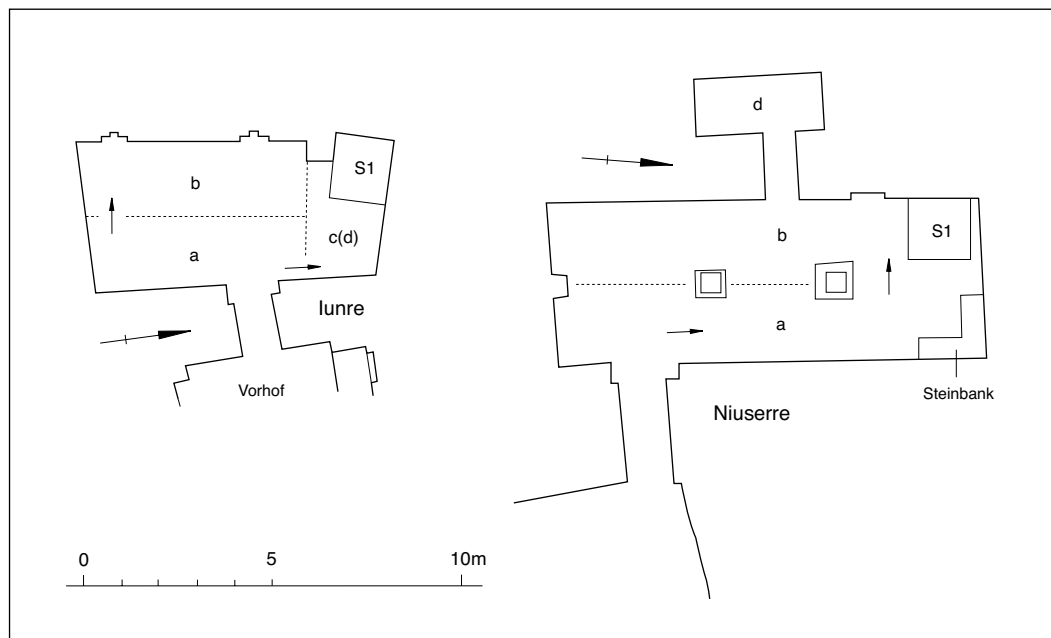 b
S1
c(d)
a
Iunre
Vorhof
d
b
S1
a
Steinbank
Niuserre
0 5 10m